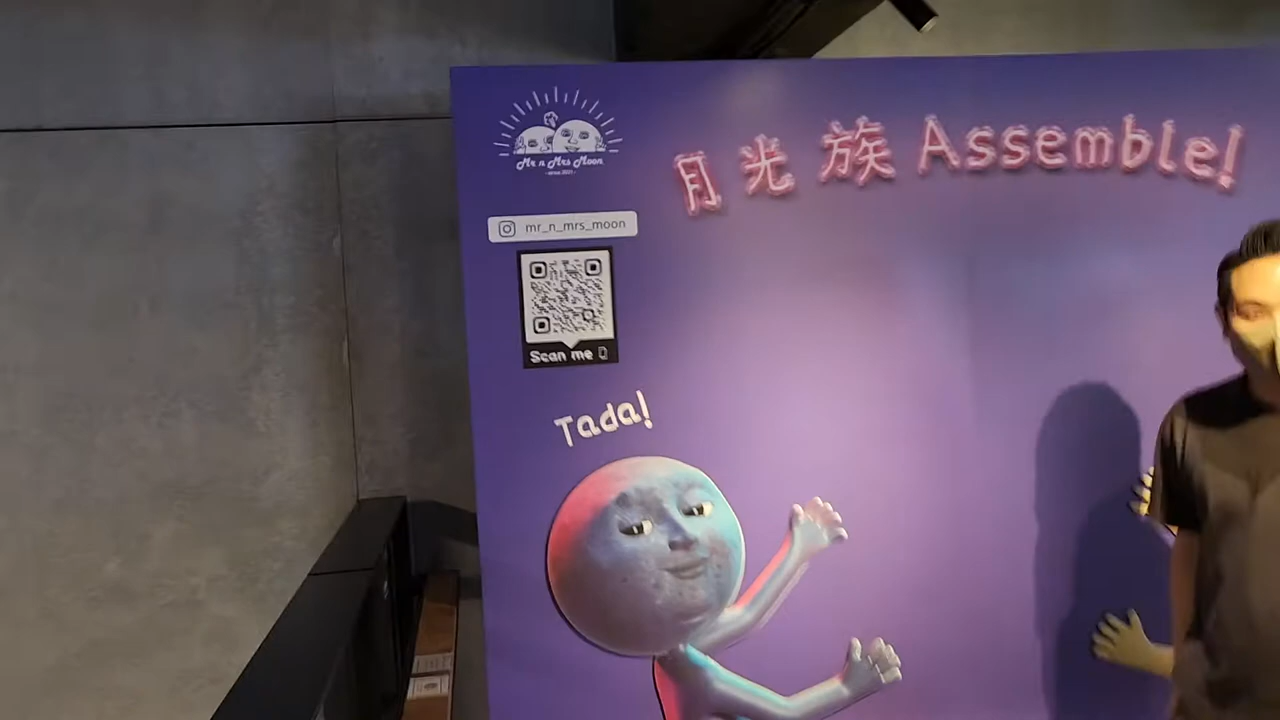 Mr n Mrs Moon
月光族 Assemble!
mr_n_mrs_moon
Scan me
Tada!